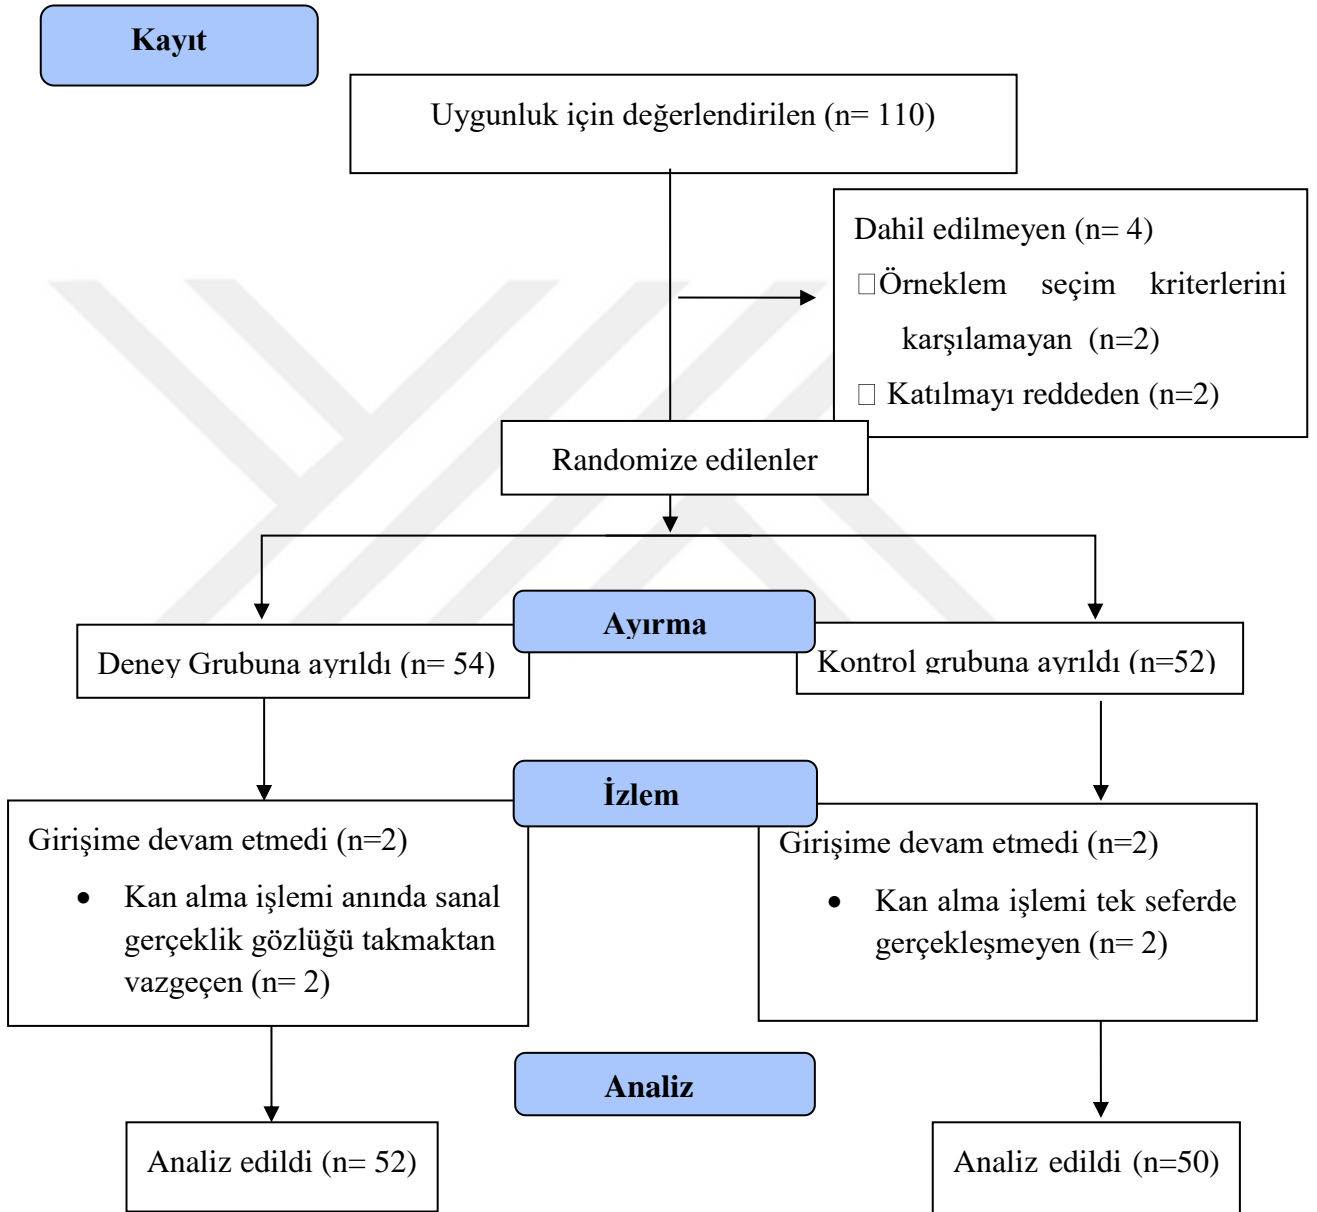 Kayıt
Uygunluk için değerlendirilen (n= 110)
Dahil edilmeyen (n= 4)
□Örneklem seçim kriterlerini
karşılamayan (n=2)
□ Katılmayı reddeden (n=2)
Randomize edilenler
Ayırma
Deney Grubuna ayrıldı (n= 54)
Kontrol grubuna ayrıldı (n=52)
İzlem
Girişime devam etmedi (n=2)
• Kan alma işlemi anında sanal
gerçeklik gözlüğü takmaktan
vazgeçen (n= 2)
Girişime devam etmedi (n=2)
• Kan alma işlemi tek seferde
gerçekleşmeyen (n= 2)
Analiz
Analiz edildi (n= 52)
Analiz edildi (n=50)